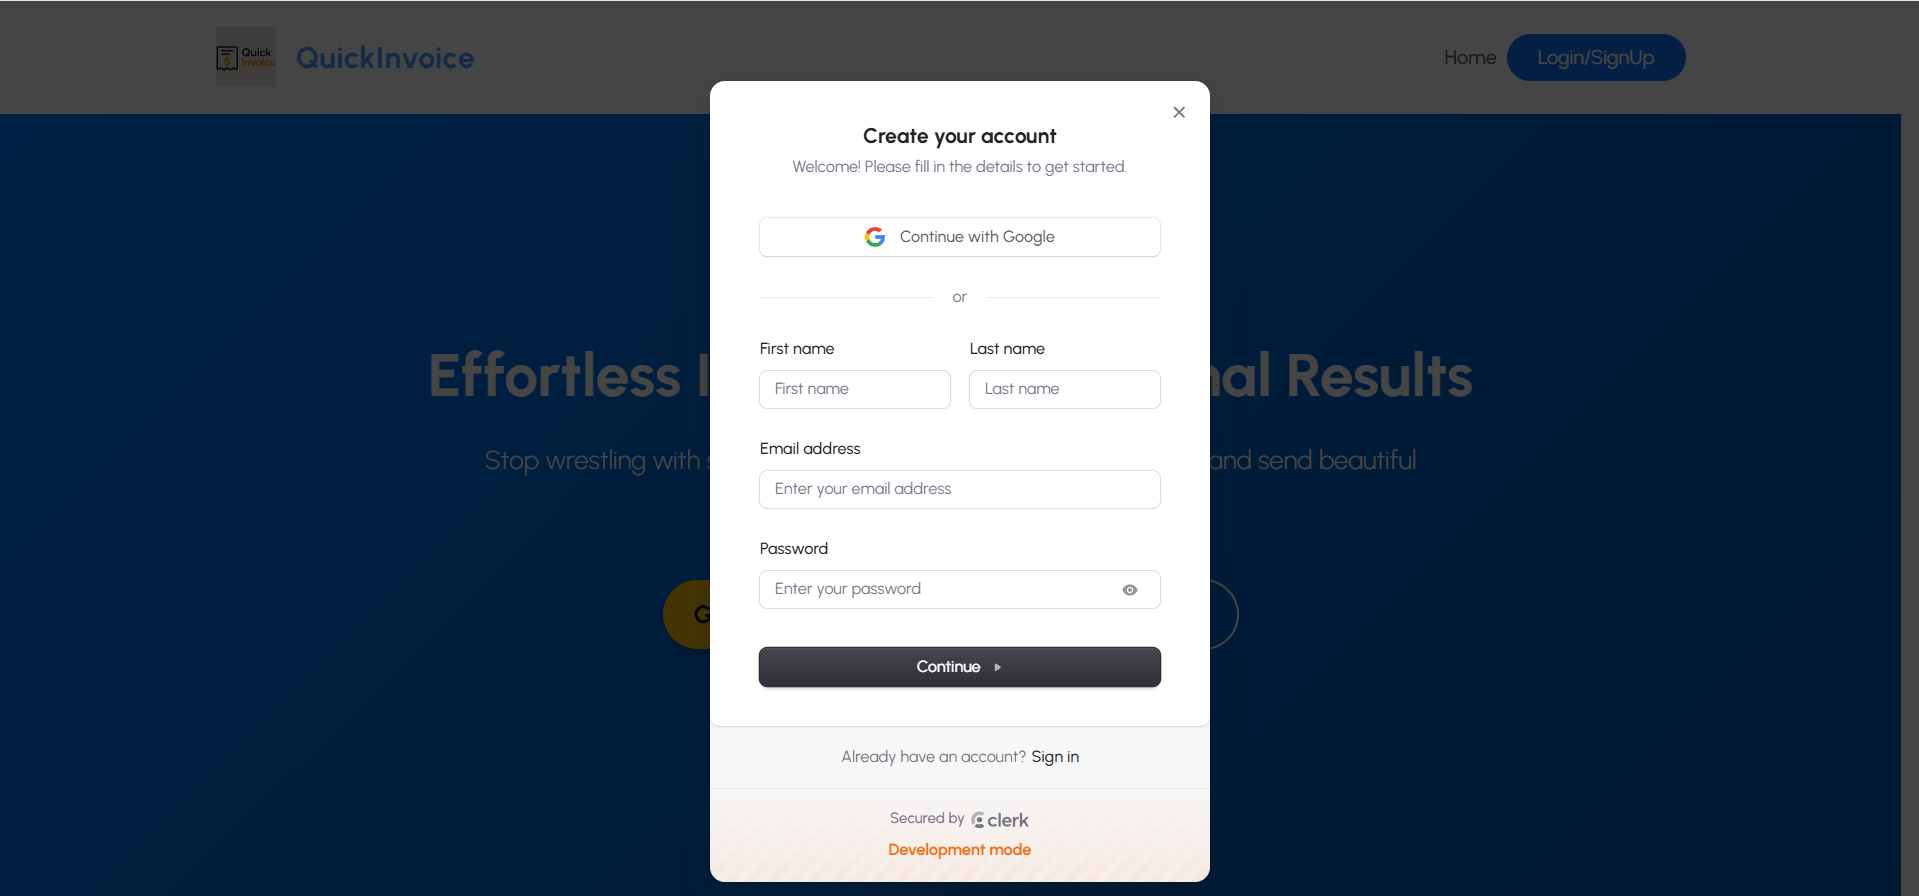 Quick
Invoice
QuickInvoice
Home
Login/SignUp
Create your account
Welcome! Please fill in the details to get started.
Continue with Google
or
First name
Last name
First name
Last name
Email address
Enter your email address
Password
Enter your password
Continue
Already have an account? Sign in
Secured by clerk
Development mode
Effortless
Results
Stop wrestling with
and send beautiful